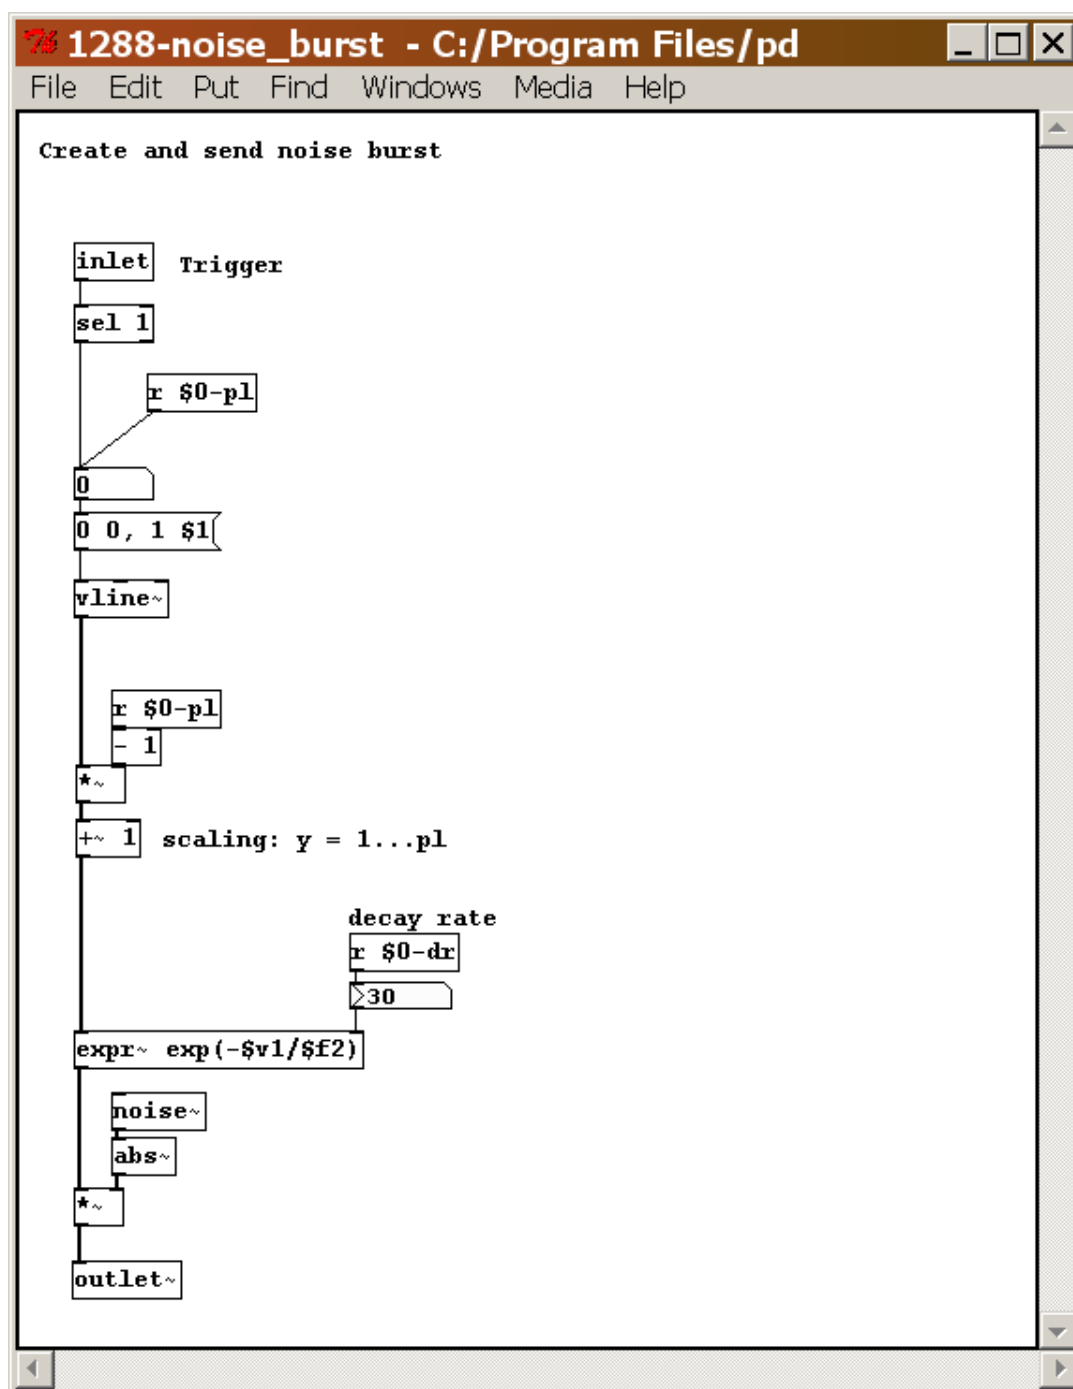 1288-noise_burst - C:/Program Files/pd
File Edit Put Find Windows Media Help
Create and send noise burst
inlet Trigger
sel 1
r $0-pl
0
0 0, 1 $1
vline~
r $0-pl
- 1
*~
+~ 1 scaling: y = 1...pl
decay rate
r $0-dr
30
expr~ exp(-$v1/$f2)
noise~
abs~
*~
outlet~